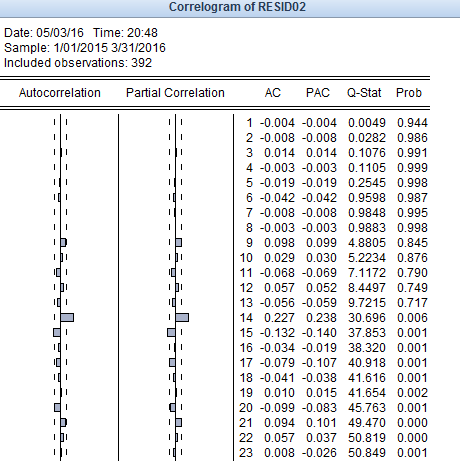 Correlogram of RESID02
Date: 05/03/16 Time: 20:48
Sample: 1/01/2015 3/31/2016
Included observations: 392
Autocorrelation Partial Correlation AC PAC Q-Stat Prob
1 -0.004 -0.004 0.0049 0.944
2 -0.008 -0.008 0.0282 0.986
3 0.014 0.014 0.1076 0.991
4 -0.003 -0.003 0.1105 0.999
5 -0.019 -0.019 0.2545 0.998
6 -0.042 -0.042 0.9598 0.987
7 -0.008 -0.008 0.9848 0.995
8 -0.003 -0.003 0.9883 0.998
9 0.098 0.099 4.8805 0.845
10 0.029 0.030 5.2234 0.876
11 -0.068 -0.069 7.1172 0.790
12 0.057 0.052 8.4497 0.749
13 -0.056 -0.059 9.7215 0.717
14 0.227 0.238 30.696 0.006
15 -0.132 -0.140 37.853 0.001
16 -0.034 -0.019 38.320 0.001
17 -0.079 -0.107 40.918 0.001
18 -0.041 -0.038 41.616 0.001
19 0.010 0.015 41.654 0.002
20 -0.099 -0.083 45.763 0.001
21 0.094 0.101 49.470 0.000
22 0.057 0.037 50.819 0.000
23 0.008 -0.026 50.849 0.001